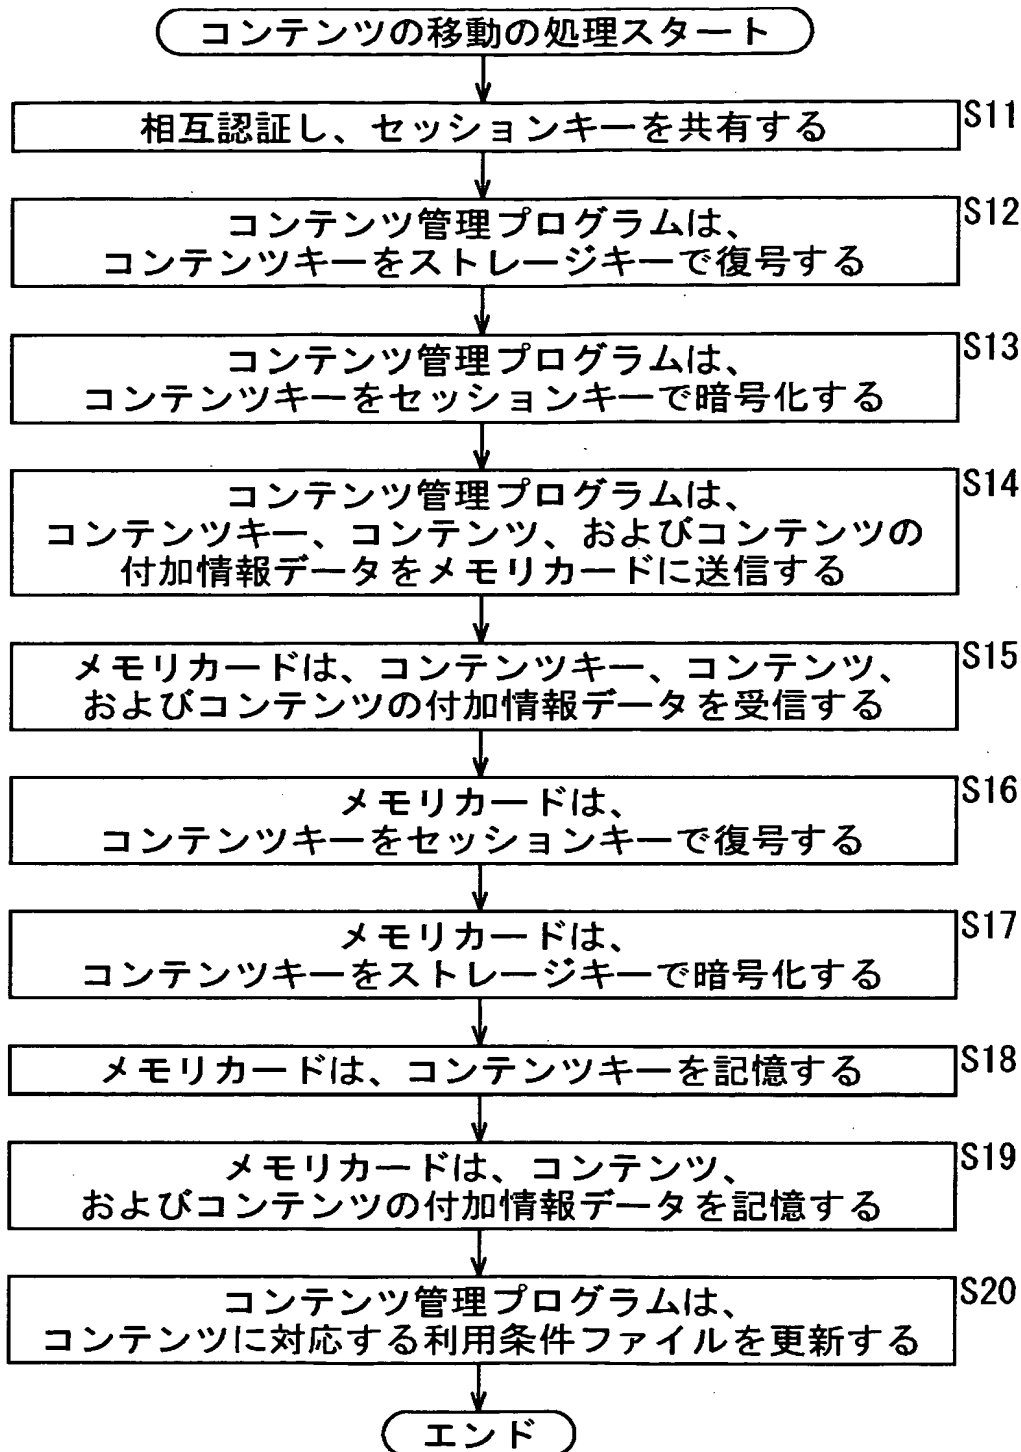 コンテンツの移動の処理スタート
相互認証し、セッションキーを共有する
S11
コンテンツ管理プログラムは、
S12
コンテンツキーをストレージキーで復号する
コンテンツ管理プログラムは、
S13
コンテンツキーをセッションキーで暗号化する
コンテンツ管理プログラムは、
S14
コンテンツキー、コンテンツ、およびコンテンツの
付加情報データをメモリカードに送信する
メモリカードは、コンテンツキー、コンテンツ、
S15
およびコンテンツの付加情報データを受信する
メモリカードは、
S16
コンテンツキーをセッションキーで復号する
メモリカードは、
S17
コンテンツキーをストレージキーで暗号化する
メモリカードは、コンテンツキーを記憶する
S18
メモリカードは、コンテンツ、
S19
およびコンテンツの付加情報データを記憶する
コンテンツ管理プログラムは、
S20
コンテンツに対応する利用条件ファイルを更新する
エンド